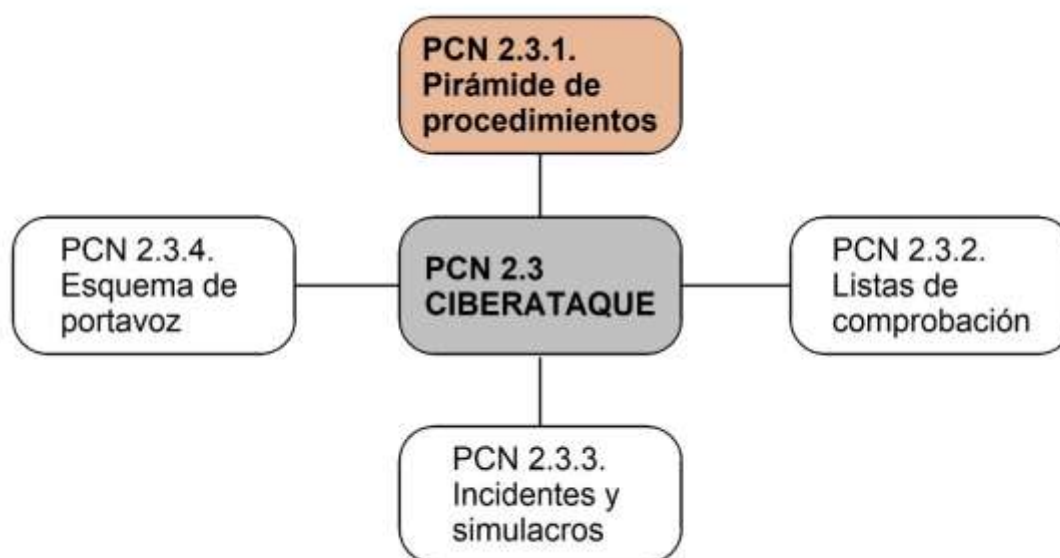 PCN 2.3.1.
Pirámide de
procedimientos
PCN 2.3.4.
Esquema de
portavoz
PCN 2.3
CIBERATAQUE
PCN 2.3.2.
Listas de
comprobación
PCN 2.3.3.
Incidentes y
simulacros